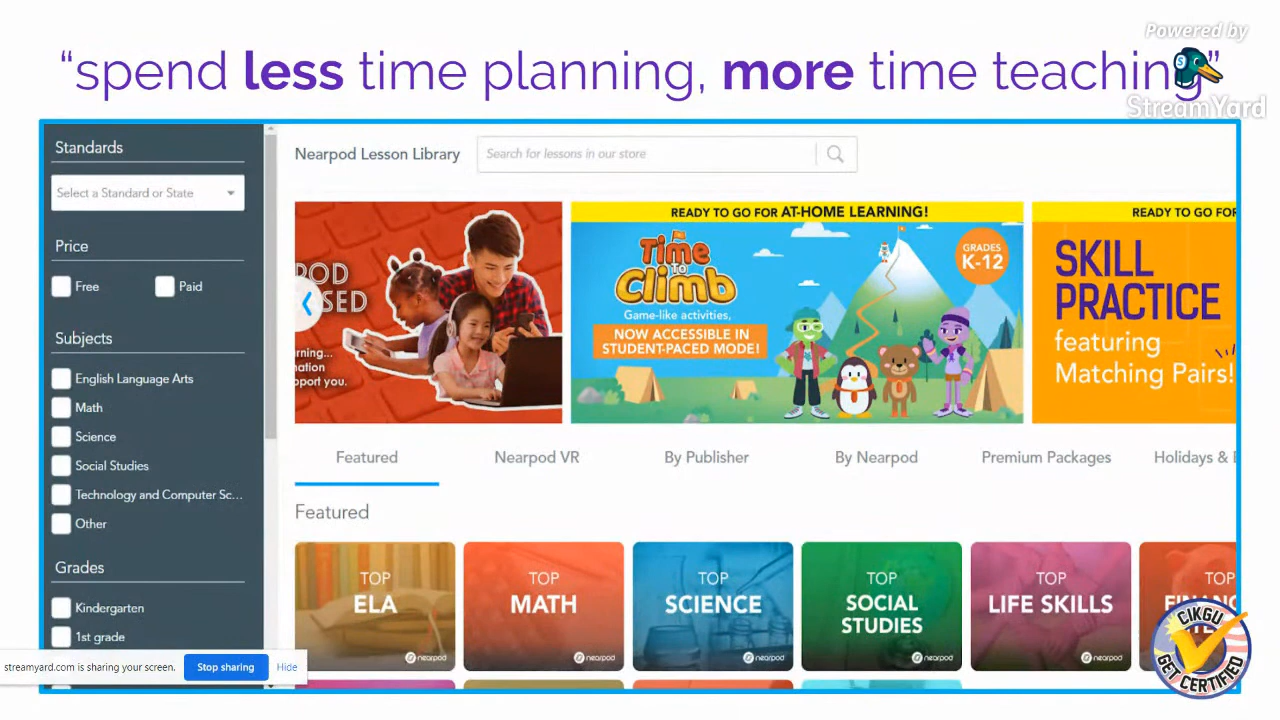 Powered by
“spend less time planning, more time teaching”
StreamYard
Standards
Select a Standard or State
Price
Free
Paid
Subjects
English Language Arts
Math
Science
Social Studies
Technology and Computer Sc...
Other
Grades
Kindergarten
1st grade
Nearpod Lesson Library
Search for lessons in our store
POD
SED
rning...
nation
pport you.
READY TO GO FOR AT-HOME LEARNING!
Time
TO
Climb
GRADES
K-12
Game-like activities,
NOW ACCESSIBLE IN
STUDENT-PACED MODE!
READY TO GO FOR
SKILL
PRACTICE
featuring
Matching Pairs!
Featured
Nearpod VR
By Publisher
By Nearpod
Premium Packages
Holidays &
Featured
TOP
ELA
nearpod
TOP
MATH
nearpod
TOP
SCIENCE
nearpod
TOP
SOCIAL
STUDIES
nearpod
TOP
LIFE SKILLS
nearpod
TOP
streamyard.com is sharing your screen.
Stop sharing
Hide
CIKGU
GET CERTIFIED